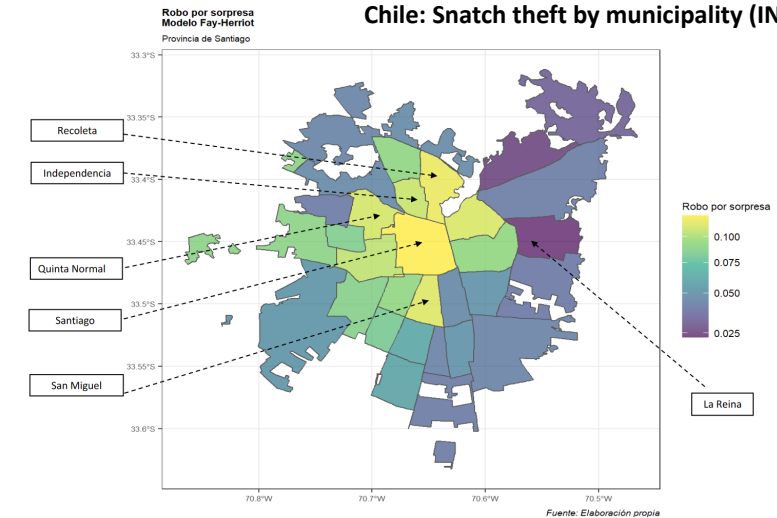 Chile: Snatch theft by municipality (IN
Robo por sorpresa
Modelo Fay-Herriot
Provincia de Santiago
33.3°S
33.35°S
33.4°S
33.45°S
33.5°S
33.55°S
33.6°S
Recoleta
Independencia
Quinta Normal
Santiago
San Miguel
La Reina
Robo por sorpresa
0.100
0.075
0.050
0.025
70.8°W
70.7°W
70.6°W
70.5°W
Fuente: Elaboración propia